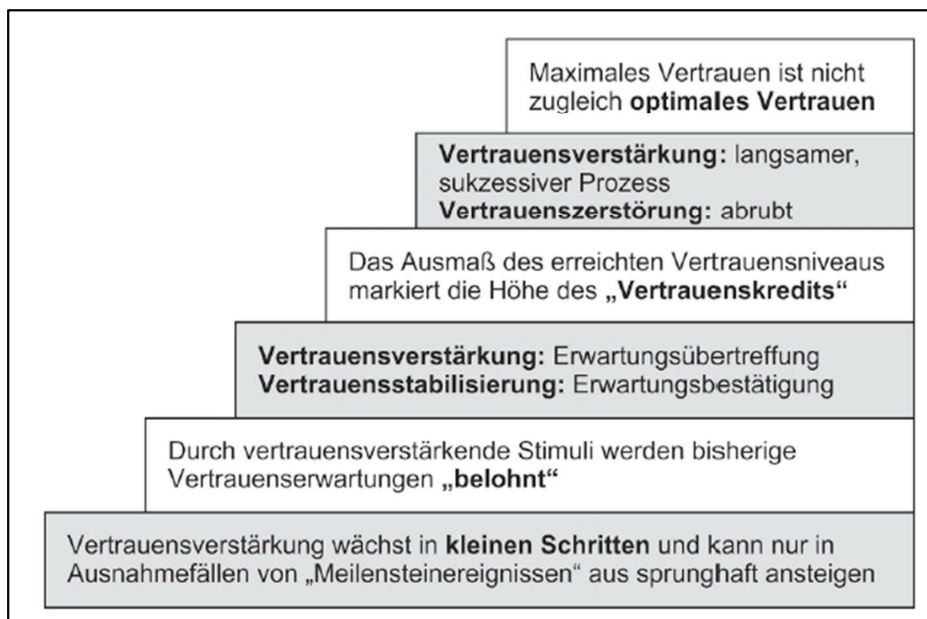 Maximales Vertrauen ist nicht
zugleich optimales Vertrauen
Vertrauensverstärkung: langsamer,
sukzessiver Prozess
Vertrauenszerstörung: abrubt
Das Ausmaß des erreichten Vertrauensniveaus
markiert die Höhe des „Vertrauenskredits“
Vertrauensverstärkung: Erwartungsübertreffung
Vertrauensstabilisierung: Erwartungsbestätigung
Durch vertrauensverstärkende Stimuli werden bisherige
Vertrauenserwartungen „belohnt“
Vertrauensverstärkung wächst in kleinen Schritten und kann nur in
Ausnahmefällen von „Meilensteinereignissen“ aus sprunghaft ansteigen